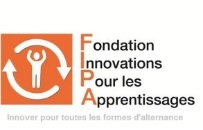 Fondation
Innovations
Pour les
Apprentissages
Innover pour toutes les formes d'alternance